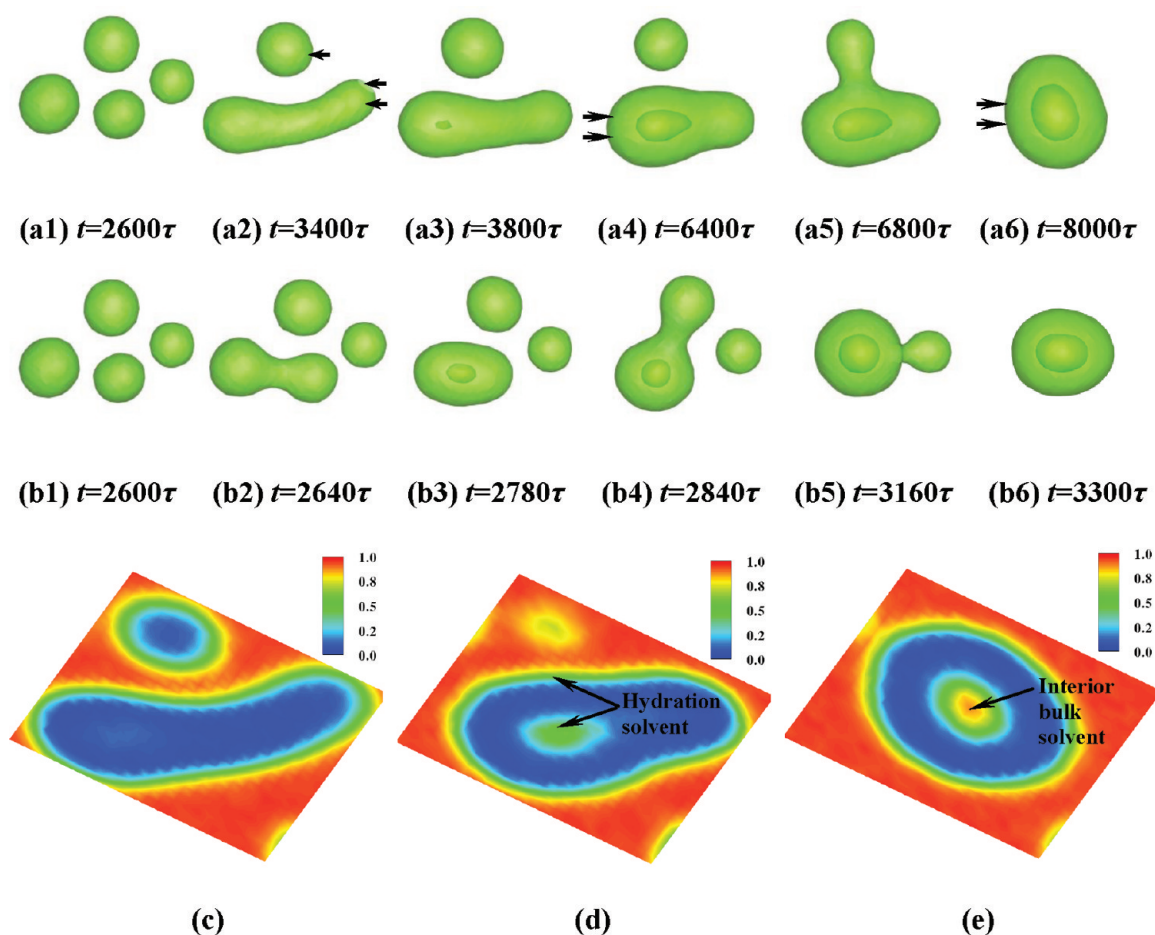 (a1) t=2600τ (a2) t=3400τ (a3) t=3800τ (a4) t=6400τ (a5) t=6800τ (a6) t=8000τ
(b1) t=2600τ (b2) t=2640τ (b3) t=2780τ (b4) t=2840τ (b5) t=3160τ (b6) t=3300τ
1.0
0.8
0.5
0.2
0.0
1.0
0.8
0.5
0.2
0.0
Hydration
solvent
1.0
0.8
0.5
0.2
0.0
Interior
bulk
solvent
(c) (d) (e)